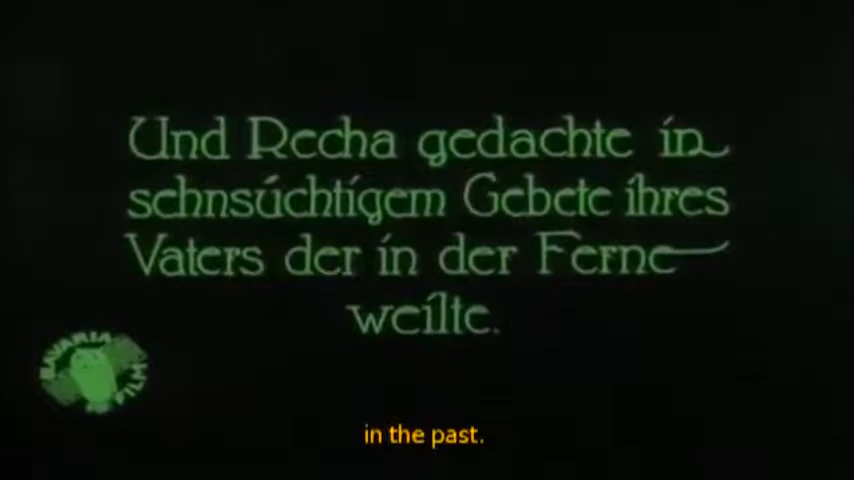 Und Recha gedachte in
sehnsüchtigem Gebete ihres
Vaters der in der Ferne
weilte.
BAVARIA
FILM
in the past.